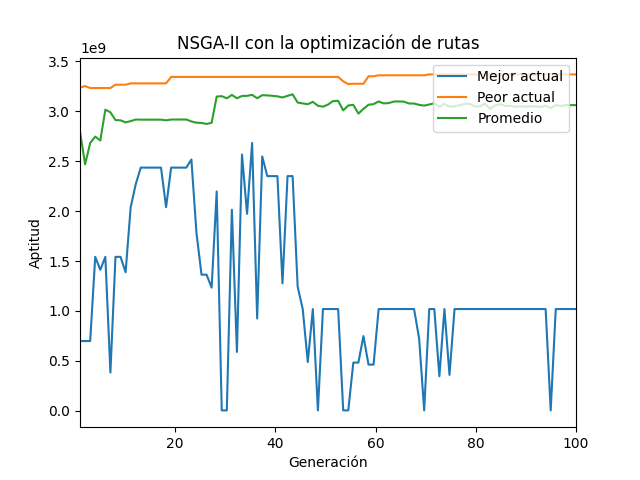 NSGA-II con la optimización de rutas
1e9
3.5
3.0
2.5
2.0
1.5
1.0
0.5
0.0
Aptitud
Mejor actual
Peor actual
Promedio
20 40 60 80 100
Generación